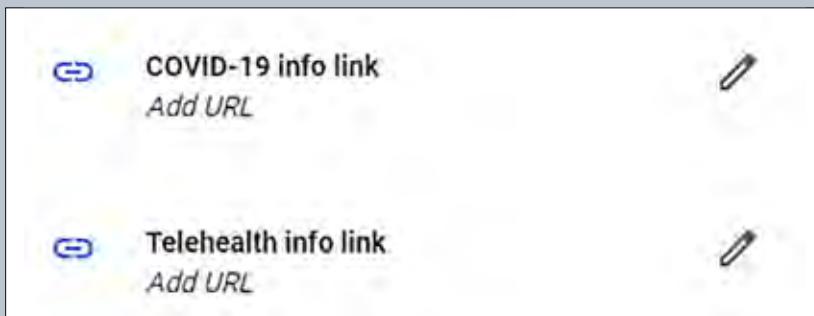 COVID-19 info link
Add URL
Telehealth info link
Add URL